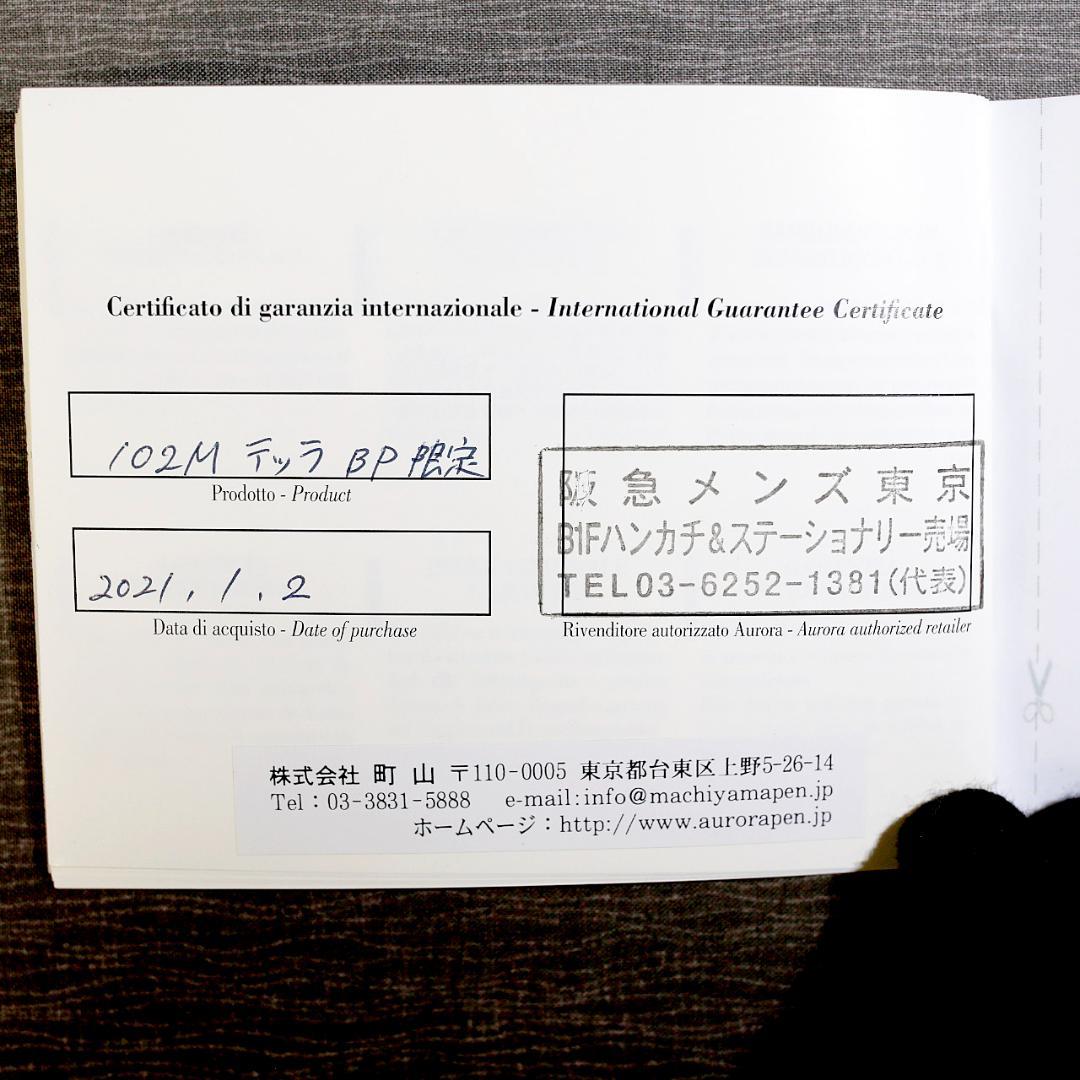 Certificato di garanzia internazionale - International Guarantee Certificate
102M テッラ BP 限定
Prodotto - Product
2021.1.2
Data di acquisto - Date of purchase
阪急メンズ東京
B1Fハンカチ&ステーショナリー売場
TEL03-6252-1381(代表)
Rivenditore autorizzato Aurora - Aurora authorized retailer
株式会社 町 山 〒110-0005 東京都台東区上野5-26-14
Tel：03-3831-5888 e-mail:info@machiyamapen.jp
ホームページ：http://www.aurorapen.jp